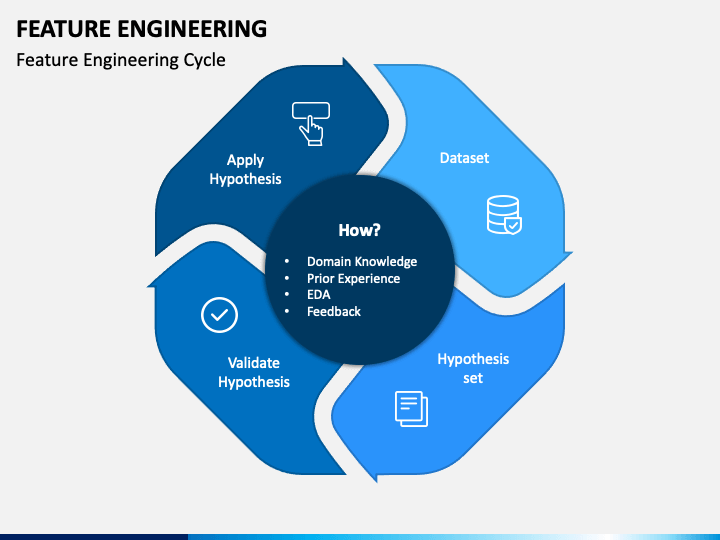 FEATURE ENGINEERING
Feature Engineering Cycle
Apply
Hypothesis
Dataset
How?
• Domain Knowledge
• Prior Experience
• EDA
• Feedback
Validate
Hypothesis
Hypothesis
set